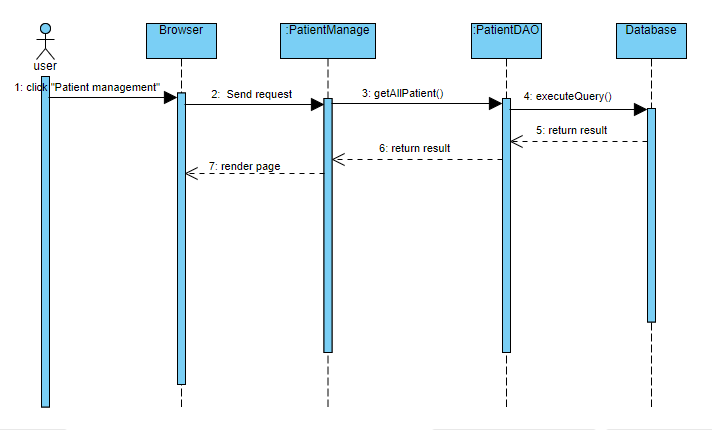 Browser
:PatientManage
:PatientDAO
Database
user
1: click "Patient management"
2:  Send request
3: getAllPatient()
4: executeQuery()
5: return result
6: return result
7: render page